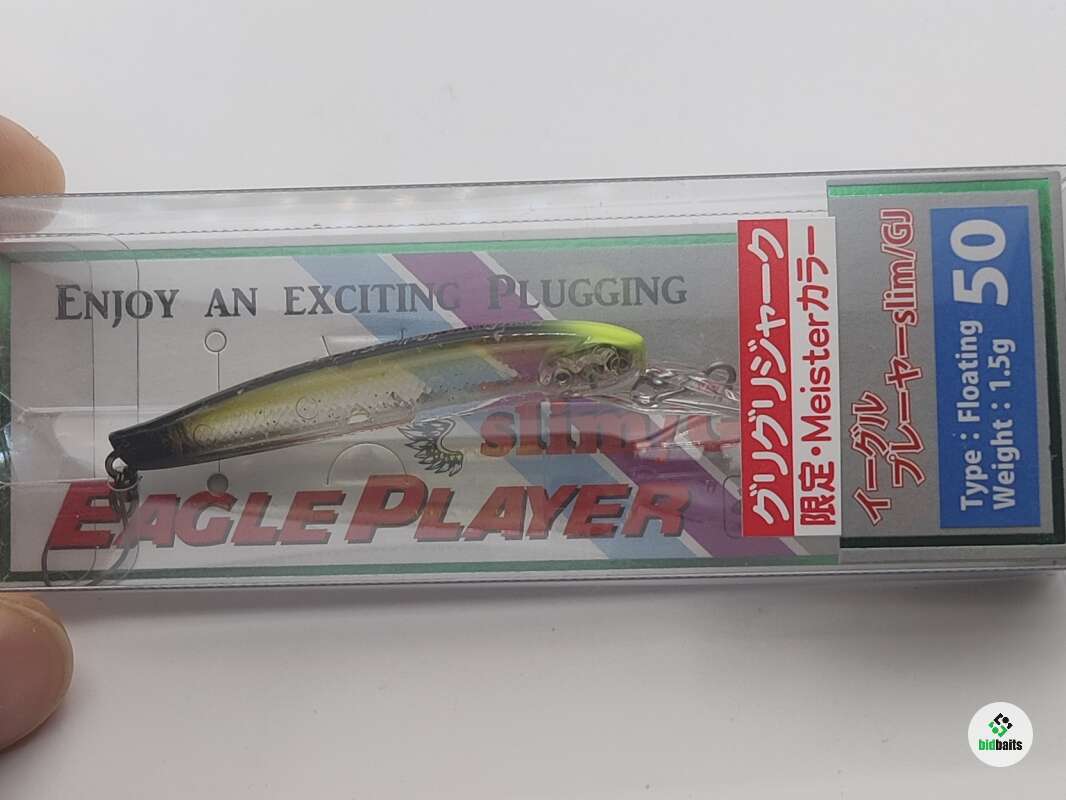 ENJOY AN EXCITING PLUGGING
slim
EAGLE PLAYER
グリグリジャーク
限定・Meisterカラー
イーグル
プレーヤーslim/GJ
Type : Floating
Weight : 1.5g
50
bidbaits